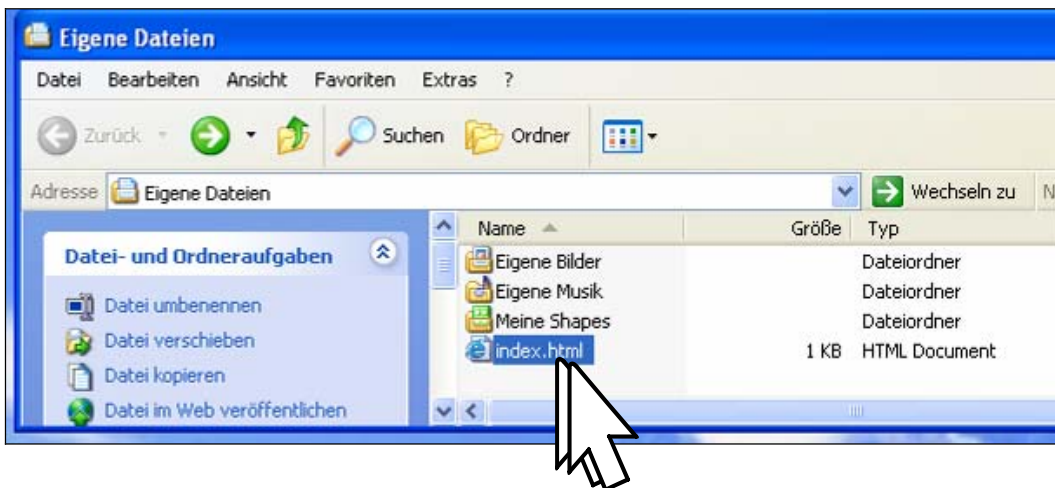 Eigene Dateien
Datei Bearbeiten Ansicht Favoriten Extras ?
Zurück Suchen Ordner
Adresse Eigene Dateien Wechseln zu
Name Größe Typ
Datei- und Ordneraufgaben
Eigene Bilder Dateiordner
Eigene Musik Dateiordner
Datei umbenennen
Meine Shapes Dateiordner
Datei verschieben
index.html 1 KB HTML Document
Datei kopieren
Datei im Web veröffentlichen